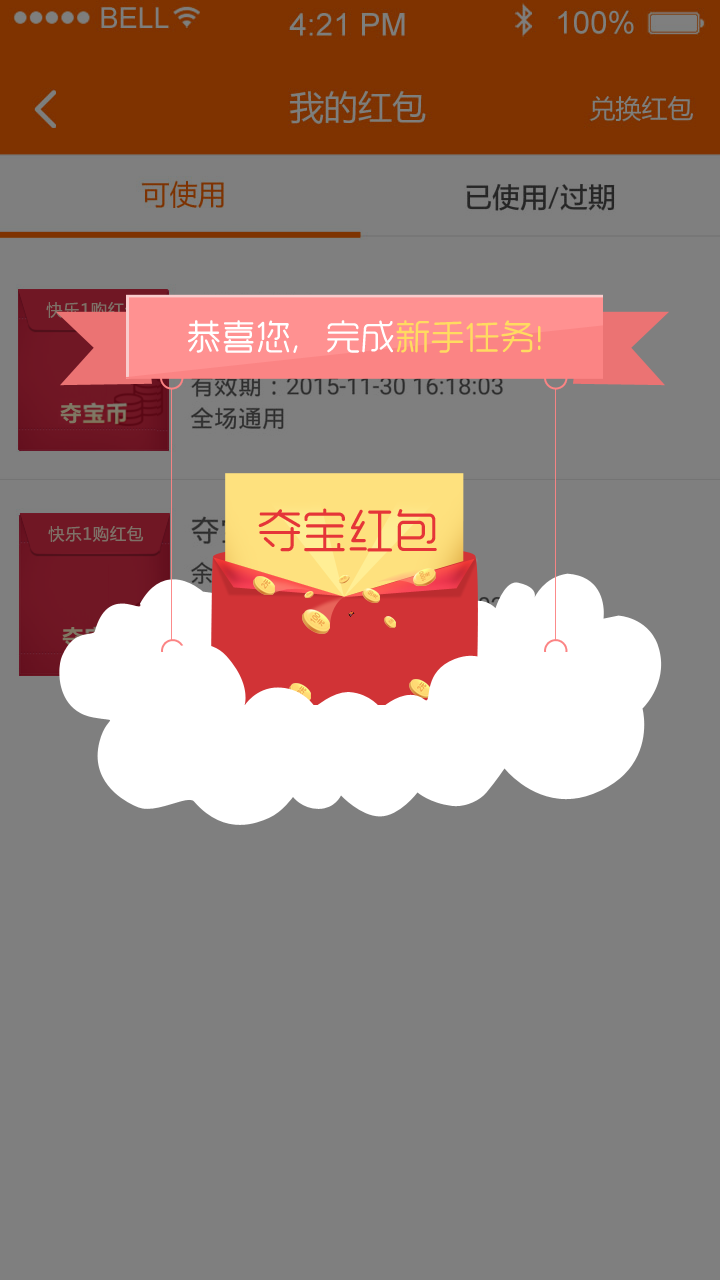 BELL 4:21 PM 100%
我的红包 兑换红包
可使用 已使用/过期
快乐1购红
恭喜您，完成新手任务!
有效期：2015-11-30 16:18:03
夺宝币
全场通用
夺宝红包
快乐1购红包
夺
余
夺